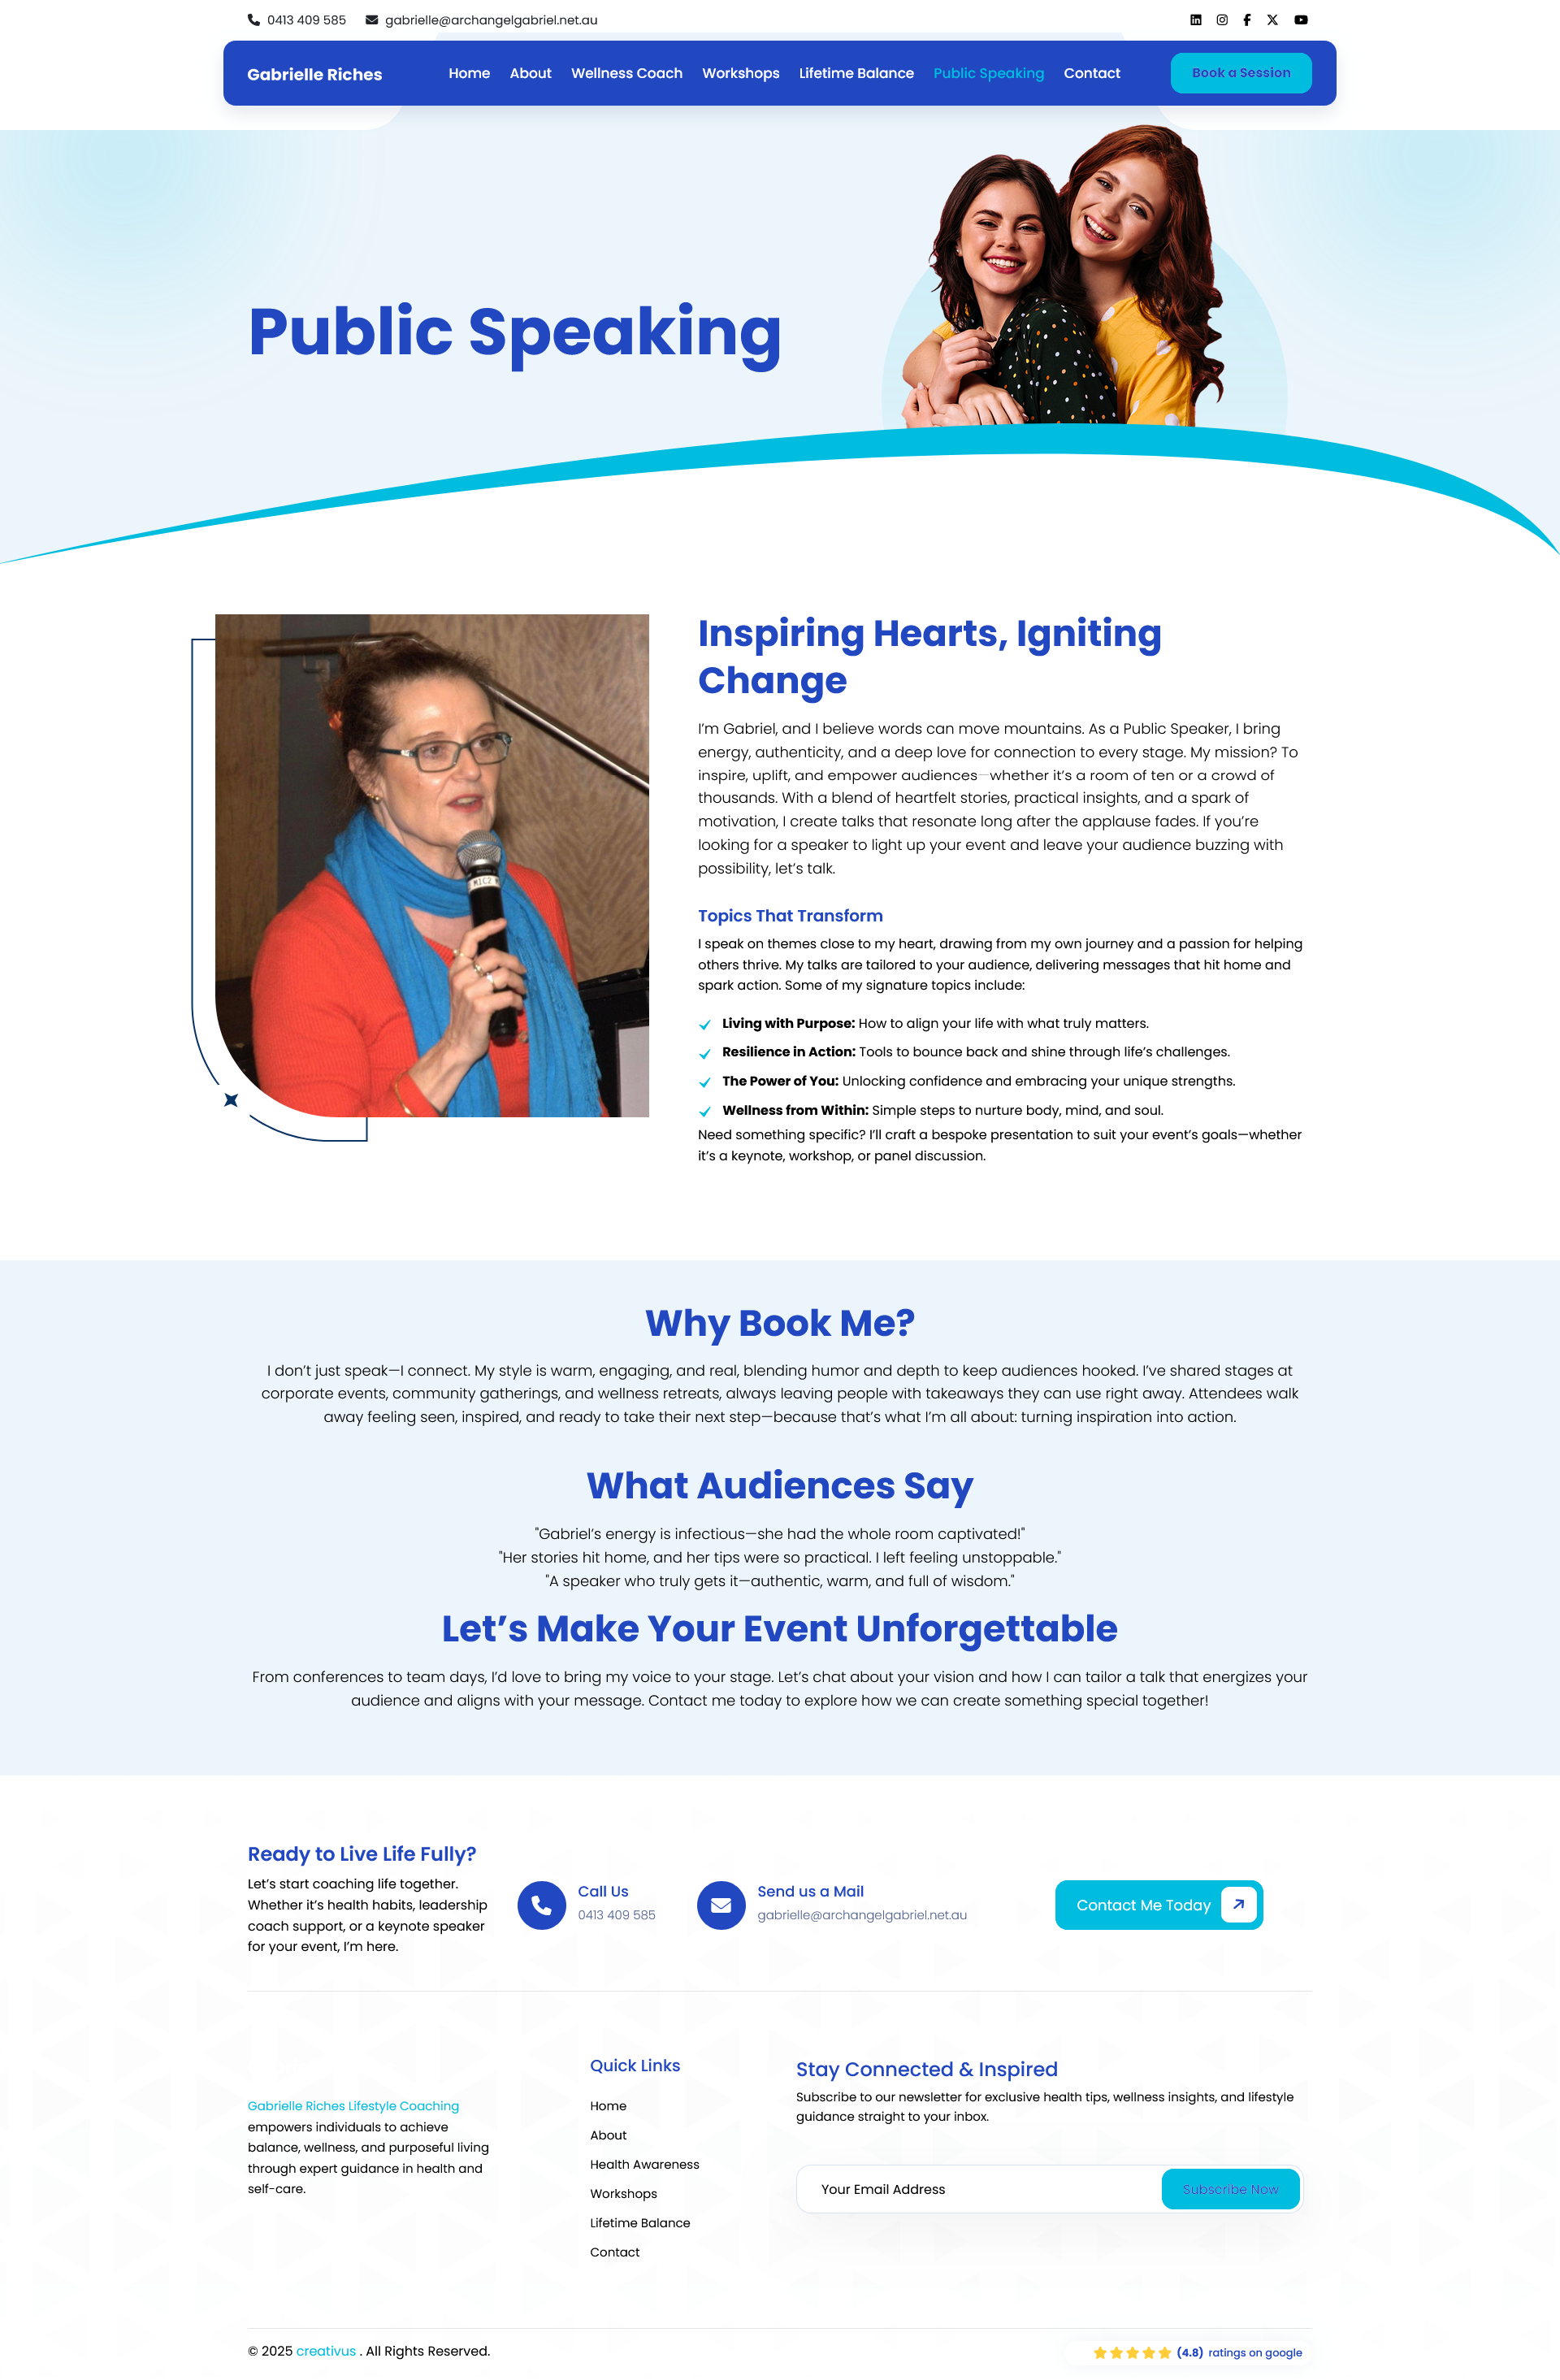 0413 409 585 gabrielle@archangelgabriel.net.au
Gabrielle Riches Home About Wellness Coach Workshops Lifetime Balance Public Speaking Contact Book a Session
Public Speaking
Inspiring Hearts, Igniting
Change
I’m Gabriel, and I believe words can move mountains. As a Public Speaker, I bring
energy, authenticity, and a deep love for connection to every stage. My mission? To
inspire, uplift, and empower audiences—whether it’s a room of ten or a crowd of
thousands. With a blend of heartfelt stories, practical insights, and a spark of
motivation, I create talks that resonate long after the applause fades. If you’re
looking for a speaker to light up your event and leave your audience buzzing with
possibility, let’s talk.
MIC2
Topics That Transform
I speak on themes close to my heart, drawing from my own journey and a passion for helping
others thrive. My talks are tailored to your audience, delivering messages that hit home and
spark action. Some of my signature topics include:
Living with Purpose: How to align your life with what truly matters.
Resilience in Action: Tools to bounce back and shine through life’s challenges.
The Power of You: Unlocking confidence and embracing your unique strengths.
Wellness from Within: Simple steps to nurture body, mind, and soul.
Need something specific? I’ll craft a bespoke presentation to suit your event’s goals—whether
it’s a keynote, workshop, or panel discussion.
Why Book Me?
I don’t just speak—I connect. My style is warm, engaging, and real, blending humor and depth to keep audiences hooked. I’ve shared stages at
corporate events, community gatherings, and wellness retreats, always leaving people with takeaways they can use right away. Attendees walk
away feeling seen, inspired, and ready to take their next step—because that’s what I’m all about: turning inspiration into action.
What Audiences Say
"Gabriel’s energy is infectious—she had the whole room captivated!"
"Her stories hit home, and her tips were so practical. I left feeling unstoppable."
"A speaker who truly gets it—authentic, warm, and full of wisdom."
Let’s Make Your Event Unforgettable
From conferences to team days, I’d love to bring my voice to your stage. Let’s chat about your vision and how I can tailor a talk that energizes your
audience and aligns with your message. Contact me today to explore how we can create something special together!
Ready to Live Life Fully?
Let’s start coaching life together.
Whether it’s health habits, leadership
coach support, or a keynote speaker
for your event, I’m here.
Call Us
0413 409 585
Send us a Mail
gabrielle@archangelgabriel.net.au
Contact Me Today
Gabrielle Riches Lifestyle Coaching
empowers individuals to achieve
balance, wellness, and purposeful living
through expert guidance in health and
self-care.
Quick Links
Home
About
Health Awareness
Workshops
Lifetime Balance
Contact
Stay Connected & Inspired
Subscribe to our newsletter for exclusive health tips, wellness insights, and lifestyle
guidance straight to your inbox.
Your Email Address Subscribe Now
© 2025 creativus . All Rights Reserved.
(4.8) ratings on google